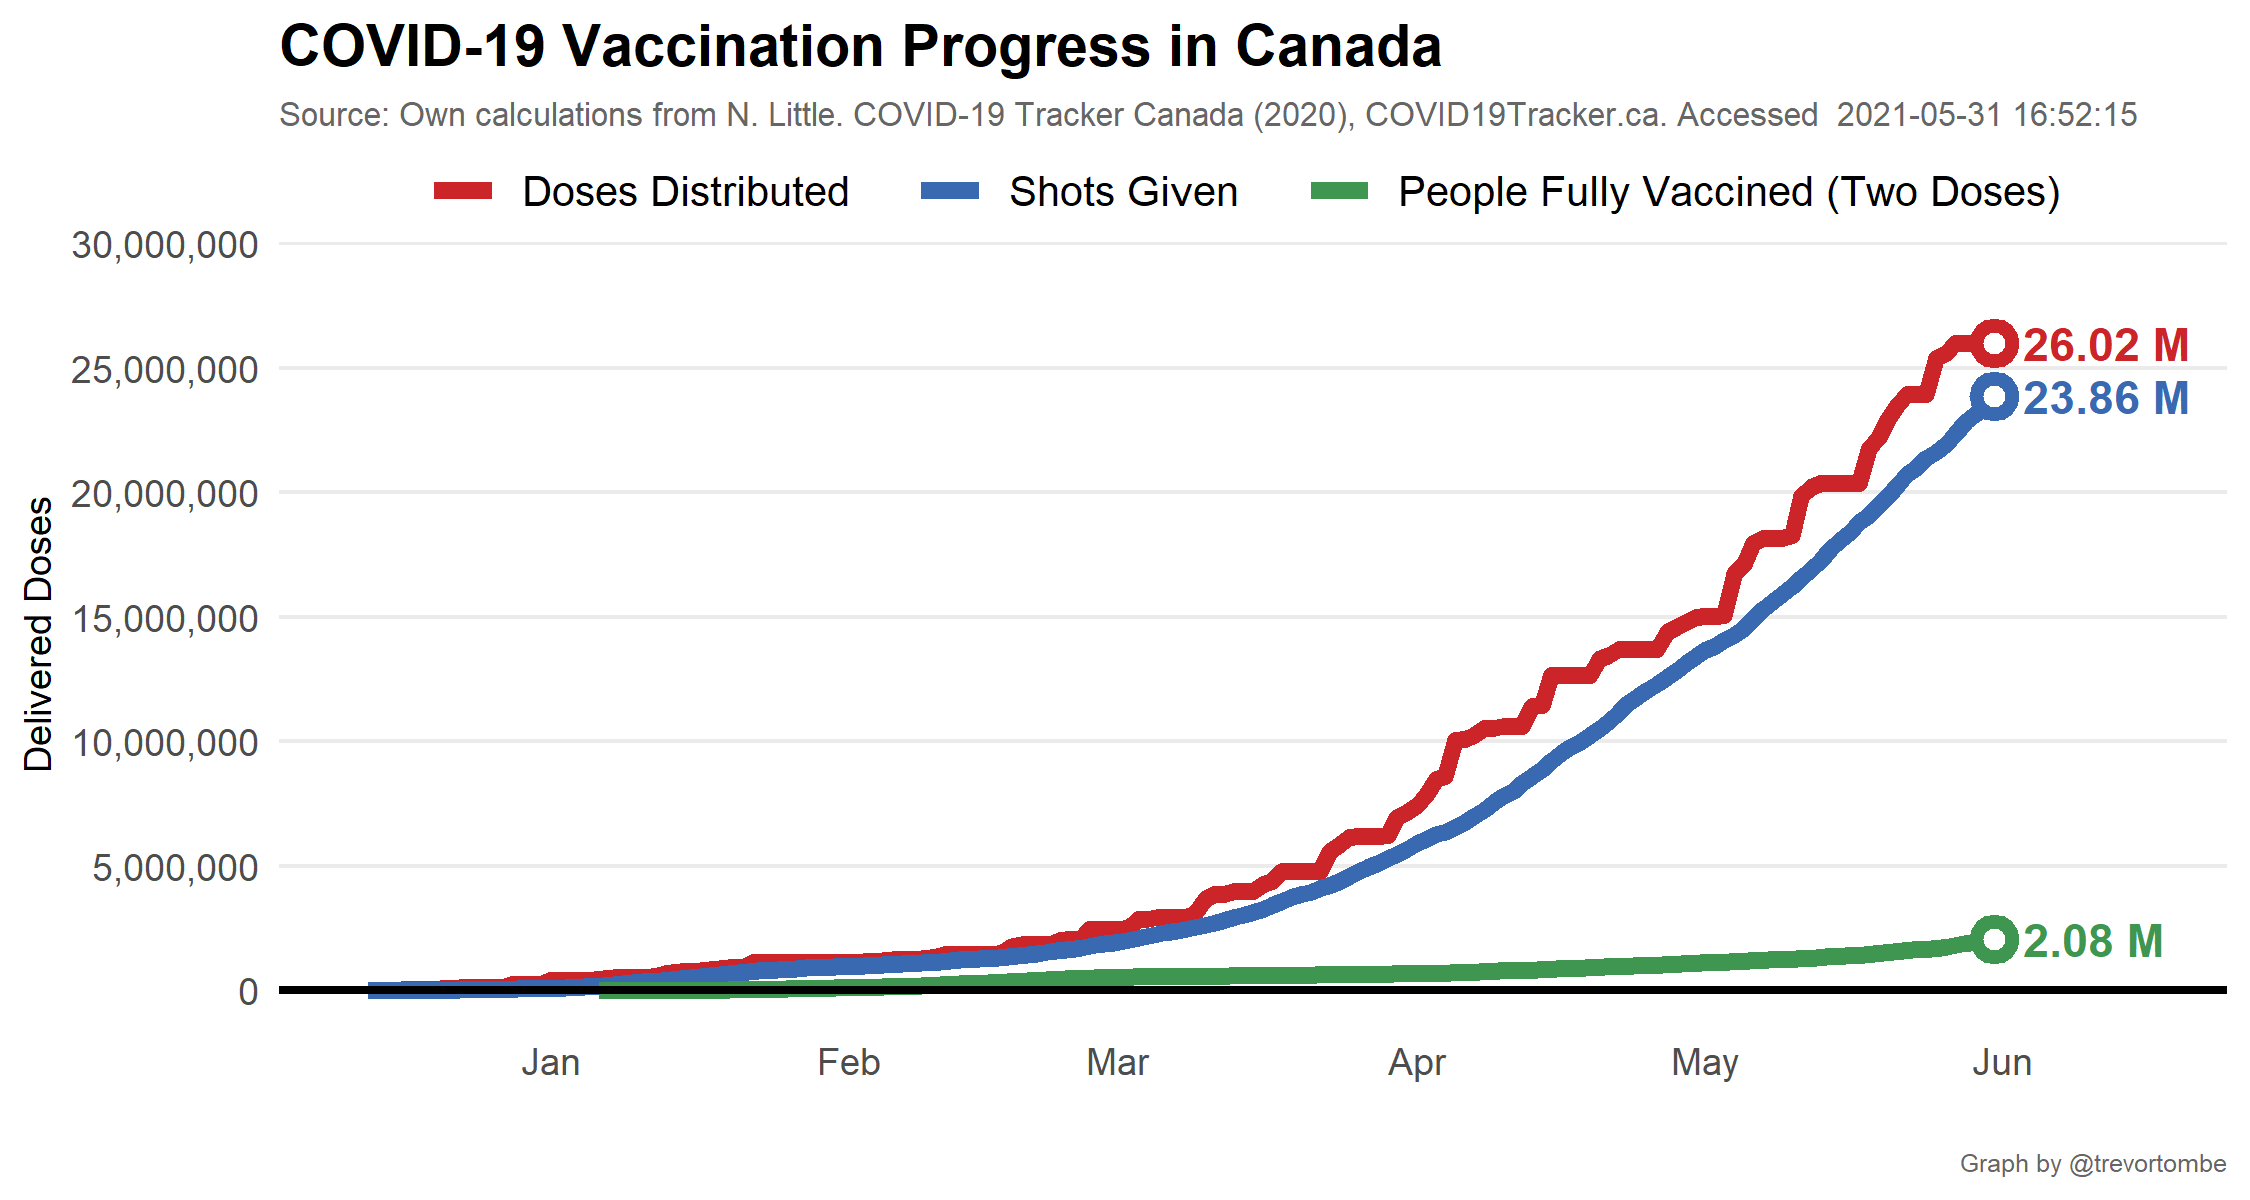 COVID-19 Vaccination Progress in Canada
Source: Own calculations from N. Little. COVID-19 Tracker Canada (2020), COVID19Tracker.ca. Accessed  2021-05-31 16:52:15
Doses Distributed
Shots Given
People Fully Vaccined (Two Doses)
Delivered Doses
30,000,000
25,000,000
20,000,000
15,000,000
10,000,000
5,000,000
0
26.02 M
23.86 M
2.08 M
Jan
Feb
Mar
Apr
May
Jun
Graph by @trevortombe